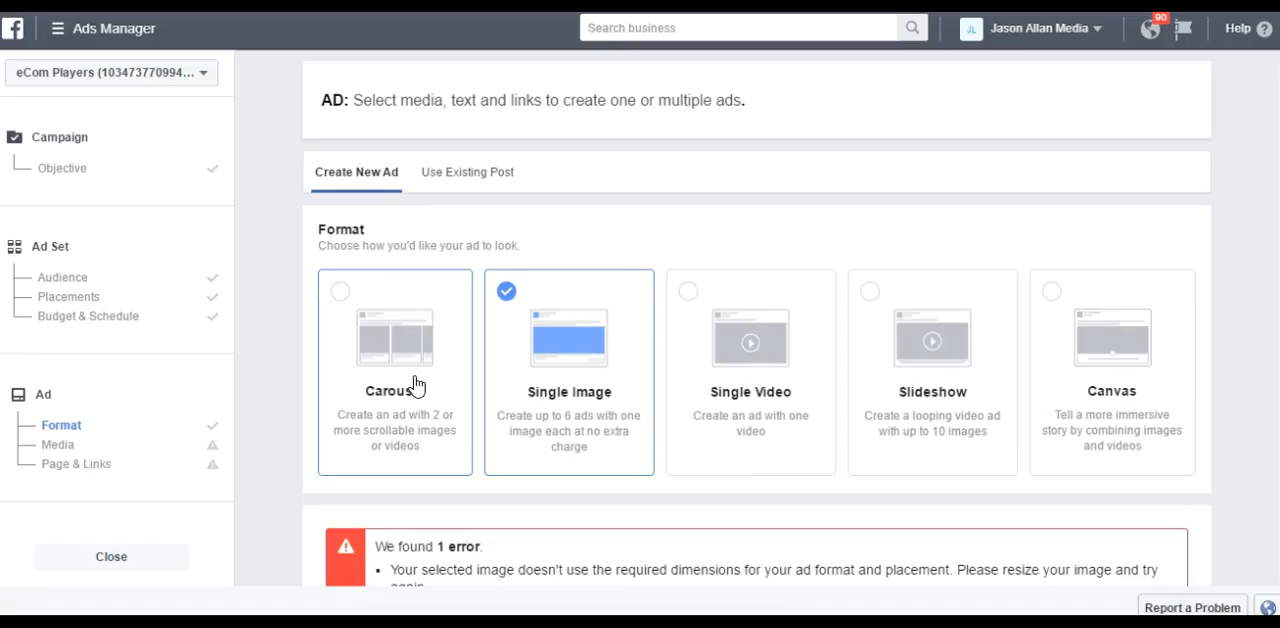 Ads Manager
Search business
JL
Jason Allan Media
90
Help
eCom Players (103473770994...
AD: Select media, text and links to create one or multiple ads.
Campaign
Objective
Create New Ad
Use Existing Post
Format
Choose how you'd like your ad to look.
Ad Set
Audience
Placements
Budget & Schedule
Carous
Create an ad with 2 or
more scrollable images
or videos
Single Image
Create up to 6 ads with one
image each at no extra
charge
Single Video
Create an ad with one
video
Slideshow
Create a looping video ad
with up to 10 images
Canvas
Tell a more immersive
story by combining images
and videos
Ad
Format
Media
Page & Links
Close
We found 1 error.
Your selected image doesn't use the required dimensions for your ad format and placement. Please resize your image and try
again
Report a Problem